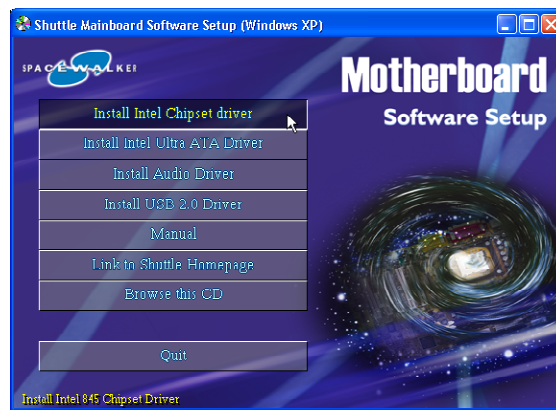 Shuttle Mainboard Software Setup (Windows XP)
SPACEWALKER
Motherboard
Software Setup
Install Intel Chipset driver
Install Intel Ultra ATA Driver
Install Audio Driver
Install USB 2.0 Driver
Manual
Link to Shuttle Homepage
Browse this CD
Quit
Install Intel 845 Chipset Driver